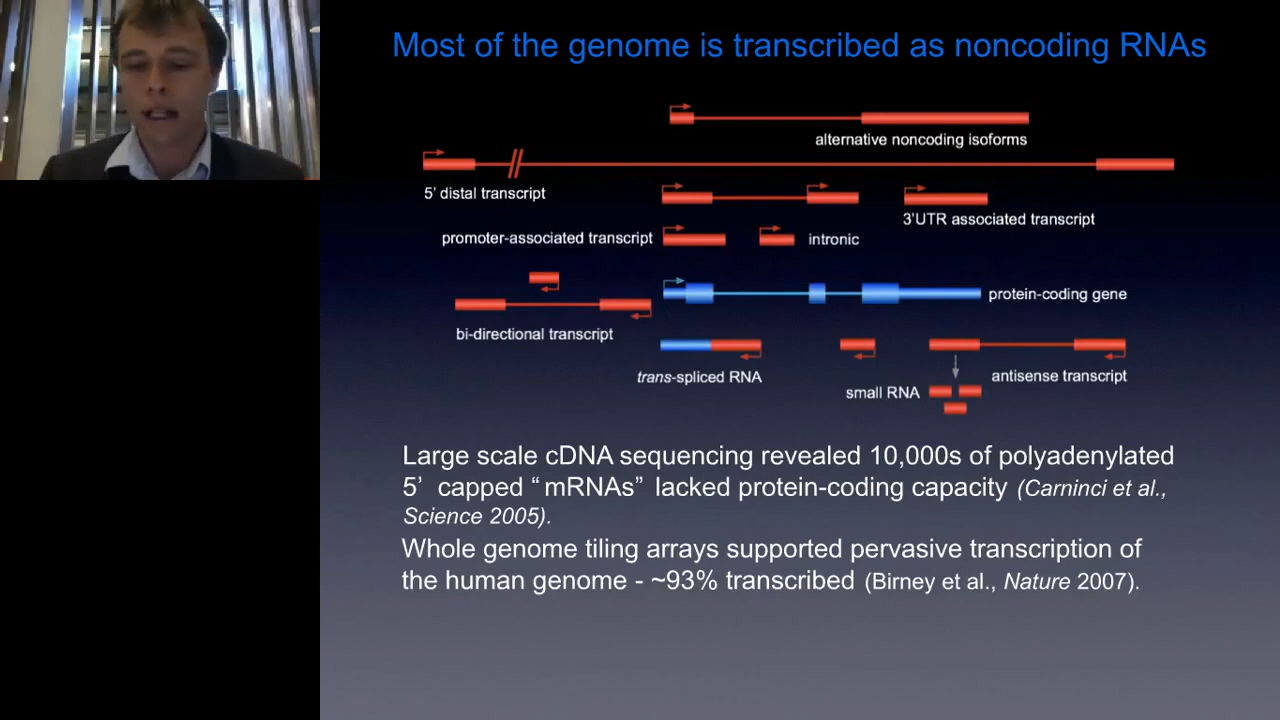 Most of the genome is transcribed as noncoding RNAs
alternative noncoding isoforms
5' distal transcript
3'UTR associated transcript
promoter-associated transcript
intronic
protein-coding gene
bi-directional transcript
trans-spliced RNA
antisense transcript
small RNA
Large scale cDNA sequencing revealed 10,000s of polyadenylated
5’ capped “mRNAs” lacked protein-coding capacity (Carninci et al.,
Science 2005).
Whole genome tiling arrays supported pervasive transcription of
the human genome - ~93% transcribed (Birney et al., Nature 2007).